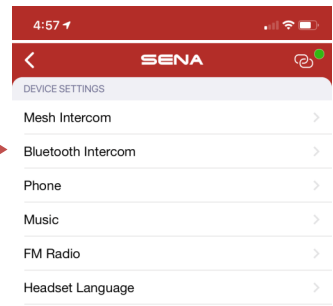 4:57
SENA
DEVICE SETTINGS
Mesh Intercom
Bluetooth Intercom
Phone
Music
FM Radio
Headset Language